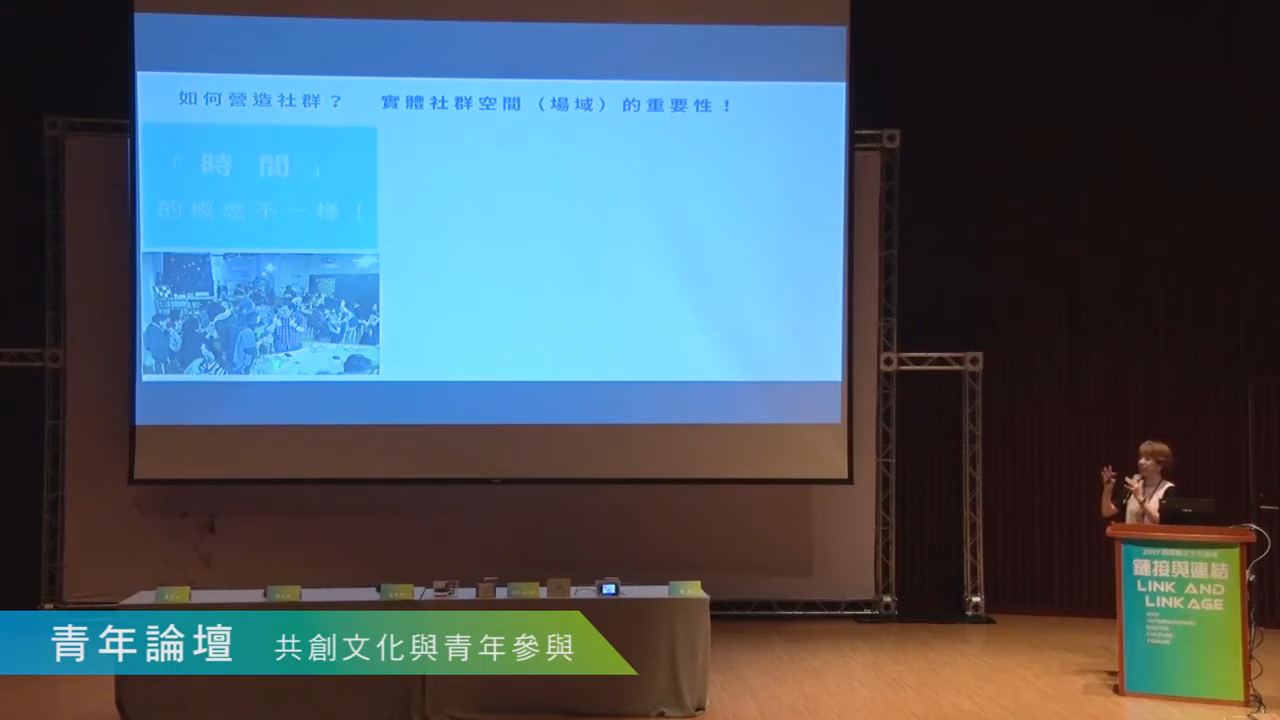 如何營造社群? 實體社群空間（場域）的重要性！
「時間」
的概念不一樣！
2017 國際數位文化論壇
鏈接與連結
LINK AND
LINKAGE
2017
INTERNATIONAL
DIGITAL
CULTURE
FORUM
青年論壇 共創文化與青年參與